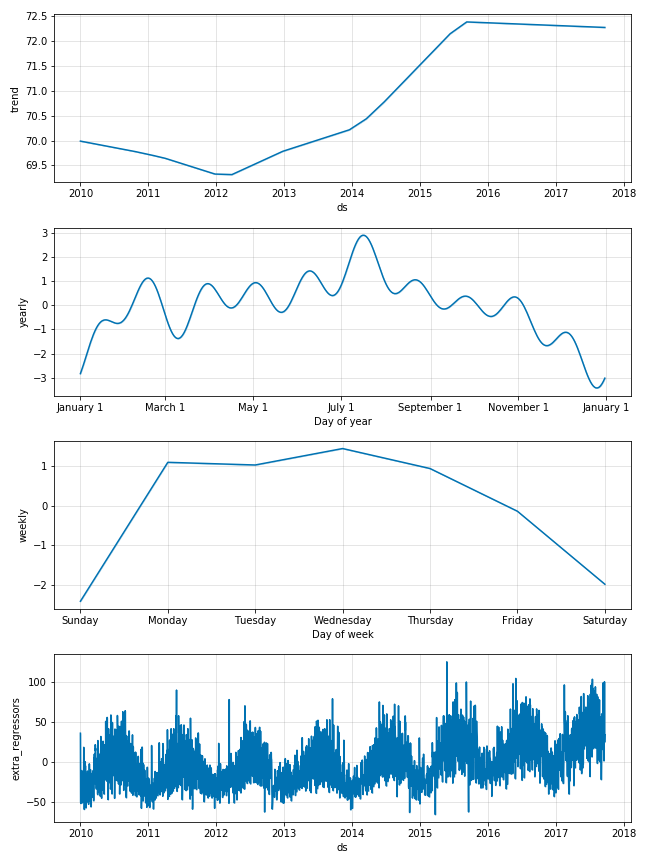 72.5
72.0
71.5
71.0
70.5
70.0
69.5
trend
2010 2011 2012 2013 2014 2015 2016 2017 2018
ds
3
2
1
0
−1
−2
−3
yearly
January 1 March 1 May 1 July 1 September 1 November 1 January 1
Day of year
1
0
−1
−2
weekly
Sunday Monday Tuesday Wednesday Thursday Friday Saturday
Day of week
100
50
0
−50
extra_regressors
2010 2011 2012 2013 2014 2015 2016 2017 2018
ds